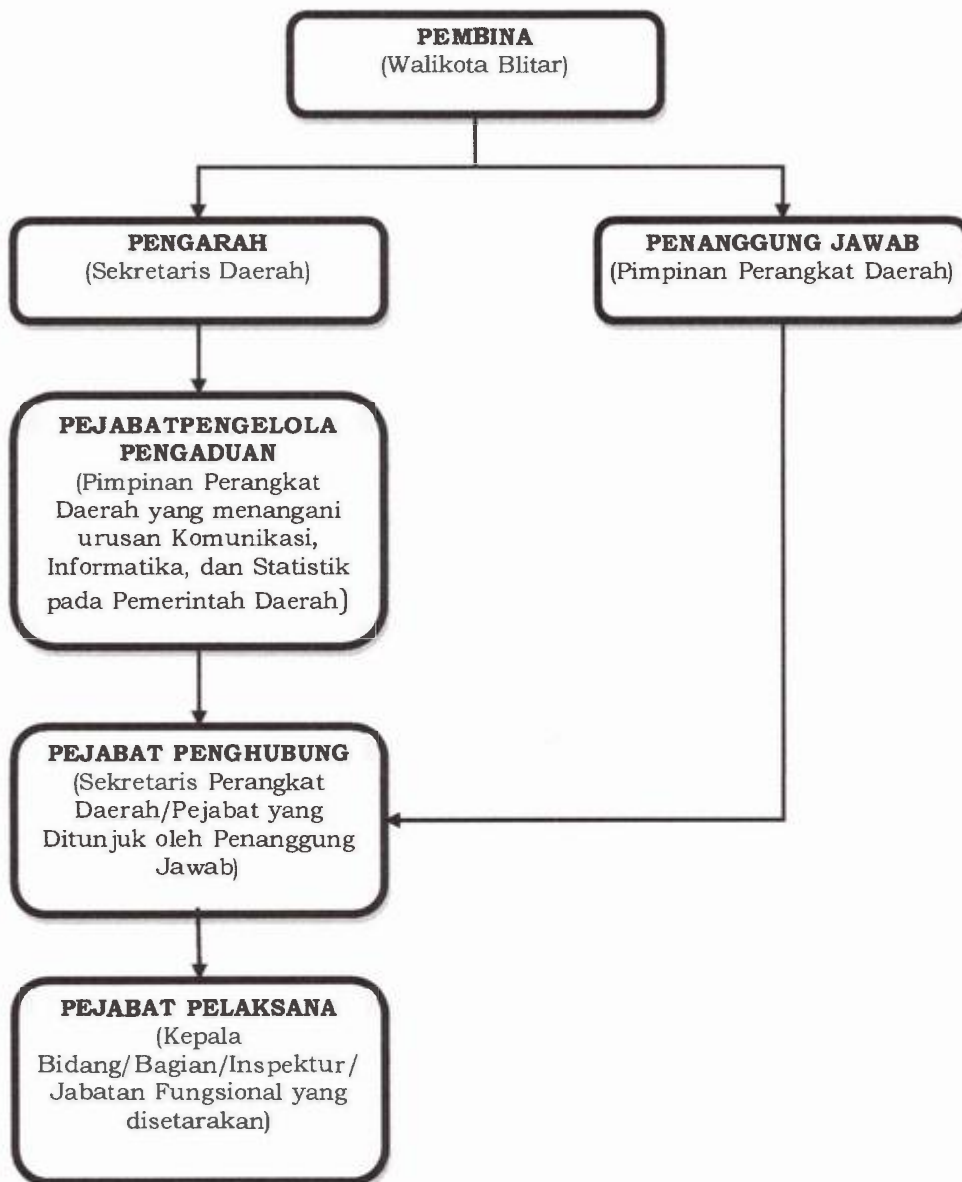 PEMBINA
(Walikota Blitar)
PENGARAH
(Sekretaris Daerah)
PENANGGUNG JAWAB
(Pimpinan Perangkat Daerah)
PEJABATPENGELOLA
PENGADUAN
(Pimpinan Perangkat
Daerah yang menangani
urusan Komunikasi,
Informatika, dan Statistik
pada Pemerintah Daerah)
PEJABAT PENGHUBUNG
(Sekretaris Perangkat
Daerah/Pejabat yang
Ditunjuk oleh Penanggung
Jawab)
PEJABAT PELAKSANA
(Kepala
Bidang/Bagian/Inspektur/
Jabatan Fungsional yang
disetarakan)